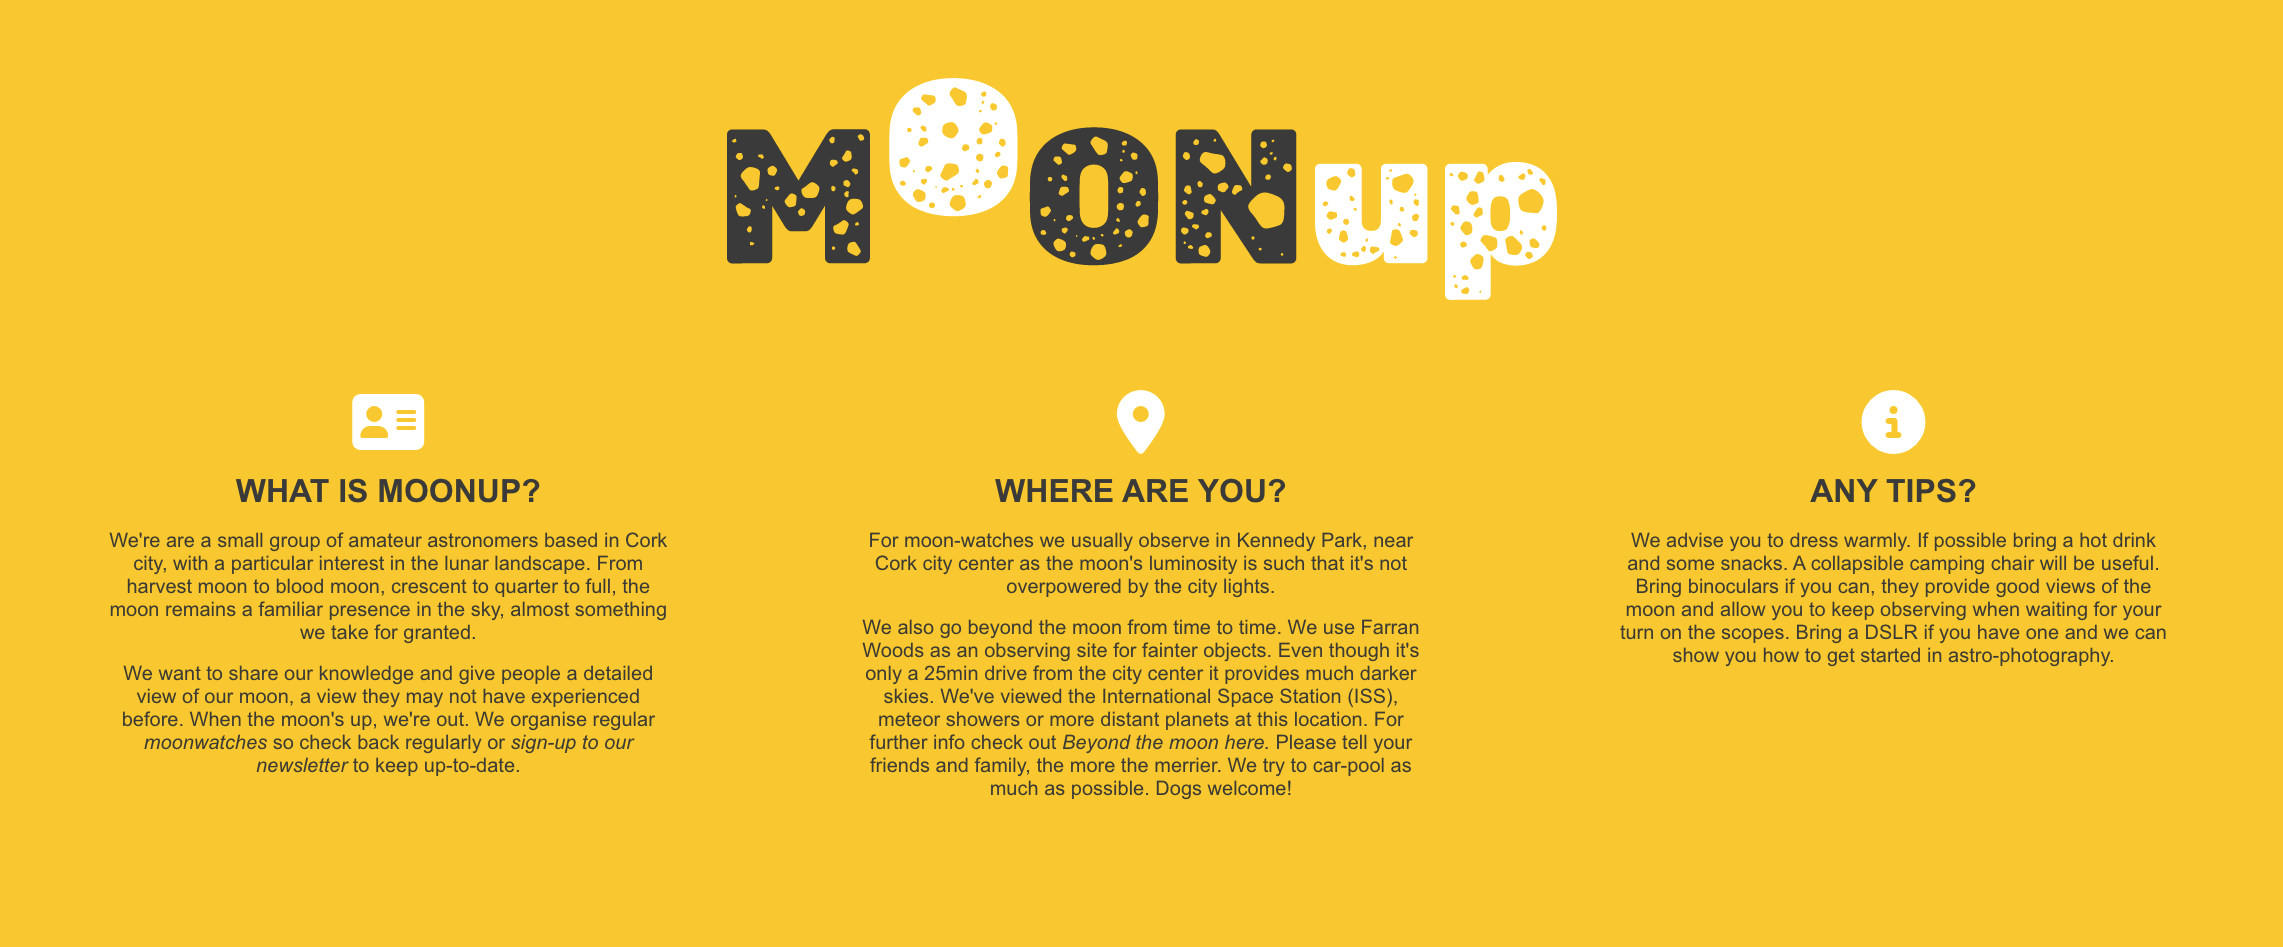 MOONup
WHAT IS MOONUP?
We're are a small group of amateur astronomers based in Cork
city, with a particular interest in the lunar landscape. From
harvest moon to blood moon, crescent to quarter to full, the
moon remains a familiar presence in the sky, almost something
we take for granted.
We want to share our knowledge and give people a detailed
view of our moon, a view they may not have experienced
before. When the moon's up, we're out. We organise regular
moonwatches so check back regularly or sign-up to our
newsletter to keep up-to-date.
WHERE ARE YOU?
For moon-watches we usually observe in Kennedy Park, near
Cork city center as the moon's luminosity is such that it's not
overpowered by the city lights.
We also go beyond the moon from time to time. We use Farran
Woods as an observing site for fainter objects. Even though it's
only a 25min drive from the city center it provides much darker
skies. We've viewed the International Space Station (ISS),
meteor showers or more distant planets at this location. For
further info check out Beyond the moon here. Please tell your
friends and family, the more the merrier. We try to car-pool as
much as possible. Dogs welcome!
ANY TIPS?
We advise you to dress warmly. If possible bring a hot drink
and some snacks. A collapsible camping chair will be useful.
Bring binoculars if you can, they provide good views of the
moon and allow you to keep observing when waiting for your
turn on the scopes. Bring a DSLR if you have one and we can
show you how to get started in astro-photography.